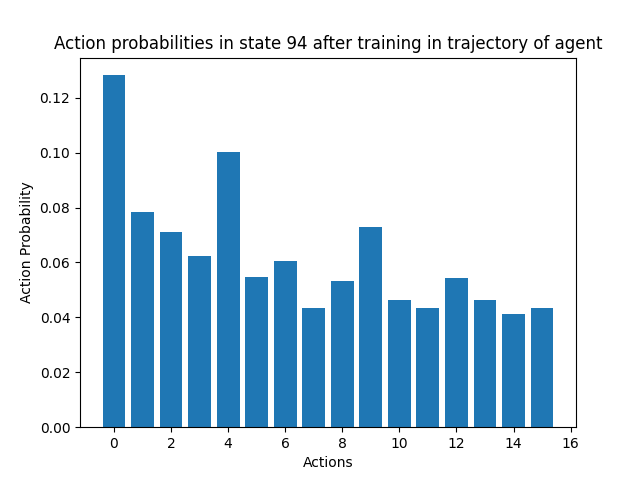 Action probabilities in state 94 after training in trajectory of agent
0.12
0.10
0.08
0.06
0.04
0.02
0.00
Action Probability
0 2 4 6 8 10 12 14 16
Actions